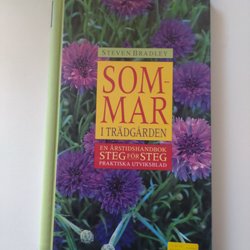 STEVEN BRADLEY
SOM-
MAR
I TRÄDGÅRDEN
EN ÅRSTIDSHANDBOK
STEG FÖR STEG
PRAKTISKA UTVIKSBLAD